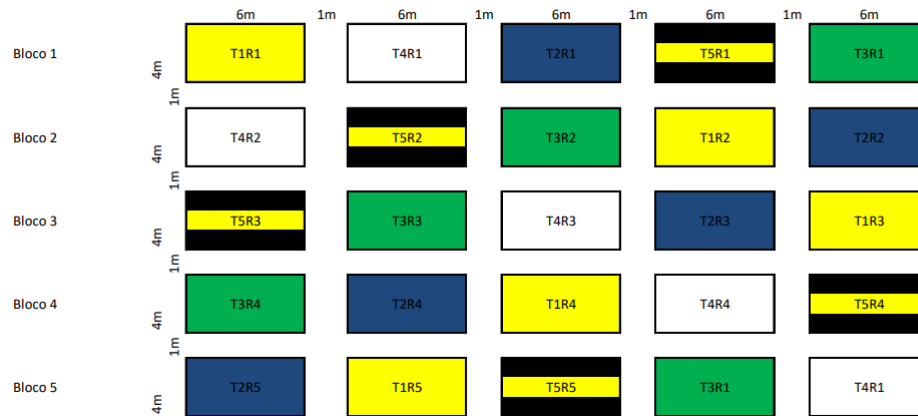 6m 1m 6m 1m 6m 1m 6m 1m 6m
Bloco 1 4m T1R1 T4R1 T2R1 T5R1 T3R1
1m
Bloco 2 4m T4R2 T5R2 T3R2 T1R2 T2R2
1m
Bloco 3 4m T5R3 T3R3 T4R3 T2R3 T1R3
1m
Bloco 4 4m T3R4 T2R4 T1R4 T4R4 T5R4
1m
Bloco 5 4m T2R5 T1R5 T5R5 T3R1 T4R1